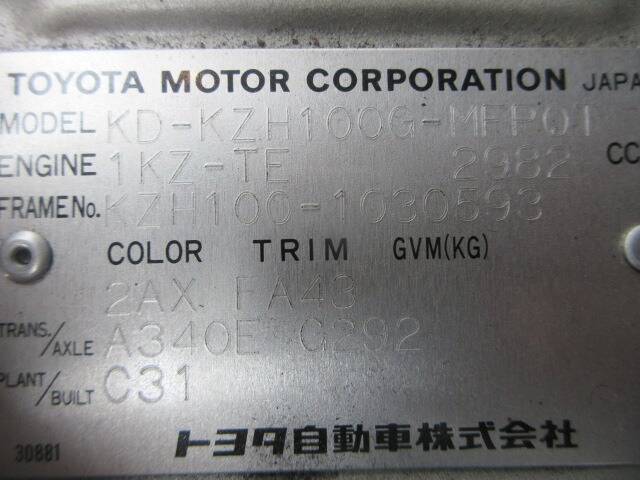 TOYOTA MOTOR CORPORATION JAPA
MODEL KD-KZH100G-MFPQT
ENGINE 1KZ-TE 2982 CC
FRAME No. KZH100-1030593
COLOR TRIM GVM(KG)
2AX FA43
TRANS./AXLE A340E G292
PLANT/BUILT C31
30881 トヨタ自動車株式会社